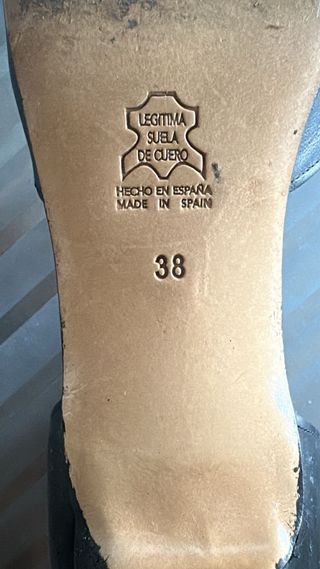 LEGITIMA
SUELA
DE CUERO
HECHO EN ESPAÑA
MADE IN SPAIN
38